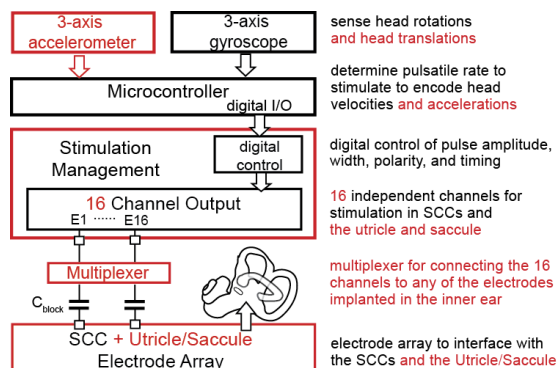 3-axis
accelerometer
3-axis
gyroscope
sense head rotations
and head translations
Microcontroller
digital I/O
determine pulsatile rate to
stimulate to encode head
velocities and accelerations
Stimulation
Management
digital
control
digital control of pulse amplitude,
width, polarity, and timing
16 Channel Output
E1 ...... E16
16 independent channels for
stimulation in SCCs and
the utricle and saccule
Multiplexer
multiplexer for connecting the 16
channels to any of the electrodes
implanted in the inner ear
Cblock
SCC + Utricle/Saccule
Electrode Array
electrode array to interface with
the SCCs and the Utricle/Saccule